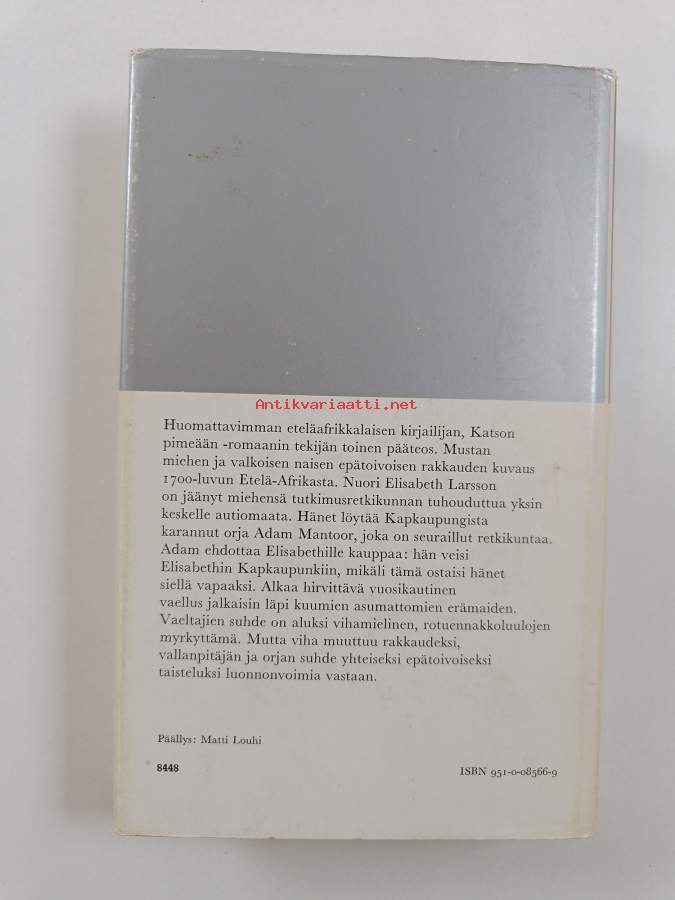 Antikvariaatti.net
Huomattavimman eteläafrikkalaisen kirjailijan, Katson
pimeään -romaanin tekijän toinen pääteos. Mustan
miehen ja valkoisen naisen epätoivoisen rakkauden kuvaus
1700-luvun Etelä-Afrikasta. Nuori Elisabeth Larsson
on jäänyt miehensä tutkimusretkikunnan tuhouduttua yksin
keskelle autiomaata. Hänet löytää Kapkaupungista
karannut orja Adam Mantoor, joka on seuraillut retkikuntaa.
Adam ehdottaa Elisabethille kauppaa: hän veisi
Elisabethin Kapkaupunkiin, mikäli tämä ostaisi hänet
siellä vapaaksi. Alkaa hirvittävä vuosikautinen
vaellus jalkaisin läpi kuumien asumattomien erämaiden.
Vaeltajien suhde on aluksi vihamielinen, rotuennakkoluulojen
myrkyttämä. Mutta viha muuttuu rakkaudeksi,
vallanpitäjän ja orjan suhde yhteiseksi epätoivoiseksi
taisteluksi luonnonvoimia vastaan.
Päällys: Matti Louhi
8448
ISBN 951-0-08566-9